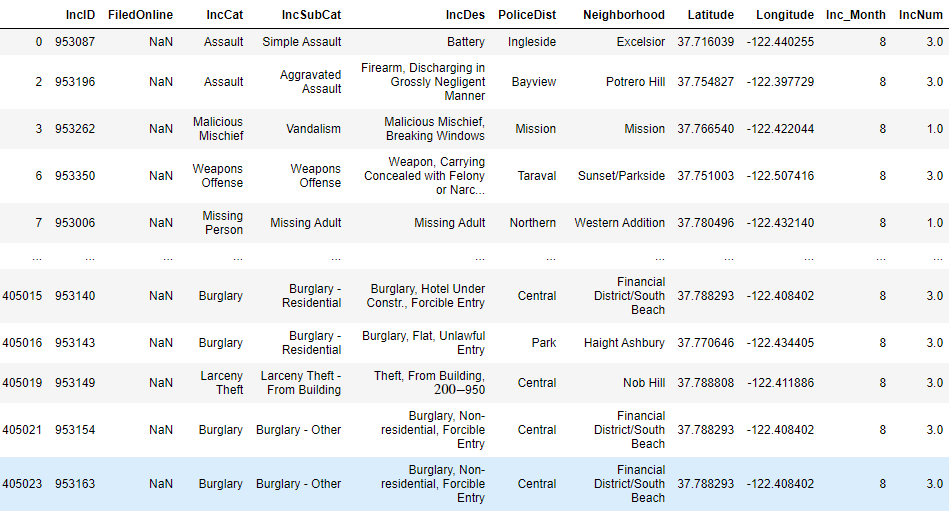 IncID FiledOnline IncCat IncSubCat IncDes PoliceDist Neighborhood Latitude Longitude Inc_Month IncNum
0 953087 NaN Assault Simple Assault Battery Ingleside Excelsior 37.716039 -122.440255 8 3.0
2 953196 NaN Assault Aggravated Assault Firearm, Discharging in Grossly Negligent Manner Bayview Potrero Hill 37.754827 -122.397729 8 3.0
3 953262 NaN Malicious Mischief Vandalism Malicious Mischief, Breaking Windows Mission Mission 37.766540 -122.422044 8 1.0
6 953350 NaN Weapons Offense Weapons Offense Weapon, Carrying Concealed with Felony or Narc... Taraval Sunset/Parkside 37.751003 -122.507416 8 3.0
7 953006 NaN Missing Person Missing Adult Missing Adult Northern Western Addition 37.780496 -122.432140 8 1.0
... ... ... ... ... ... ... ... ... ... ... ...
405015 953140 NaN Burglary Burglary - Residential Burglary, Hotel Under Constr., Forcible Entry Central Financial District/South Beach 37.788293 -122.408402 8 3.0
405016 953143 NaN Burglary Burglary - Residential Burglary, Flat, Unlawful Entry Park Haight Ashbury 37.770646 -122.434405 8 3.0
405019 953149 NaN Larceny Theft Larceny Theft - From Building Theft, From Building, 200−950 Central Nob Hill 37.788808 -122.411886 8 3.0
405021 953154 NaN Burglary Burglary - Other Burglary, Non-residential, Forcible Entry Central Financial District/South Beach 37.788293 -122.408402 8 3.0
405023 953163 NaN Burglary Burglary - Other Burglary, Non-residential, Forcible Entry Central Financial District/South Beach 37.788293 -122.408402 8 3.0